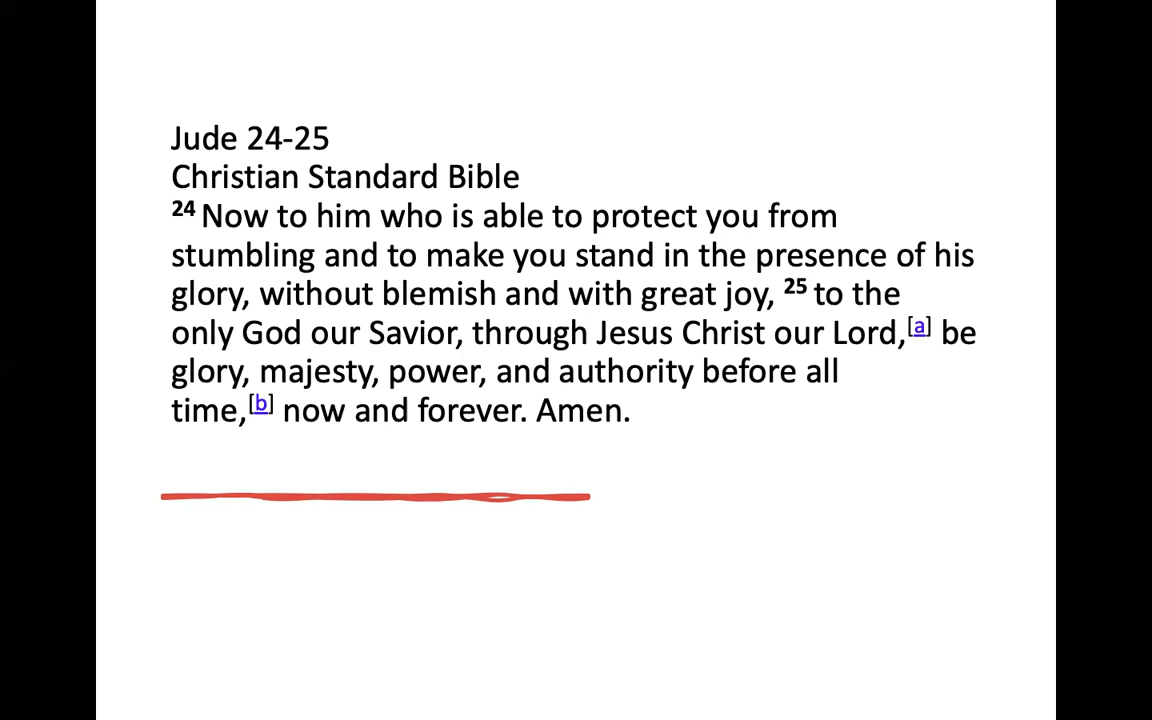 Jude 24-25
Christian Standard Bible
24 Now to him who is able to protect you from
stumbling and to make you stand in the presence of his
glory, without blemish and with great joy, 25 to the
only God our Savior, through Jesus Christ our Lord,[a] be
glory, majesty, power, and authority before all
time,[b] now and forever. Amen.